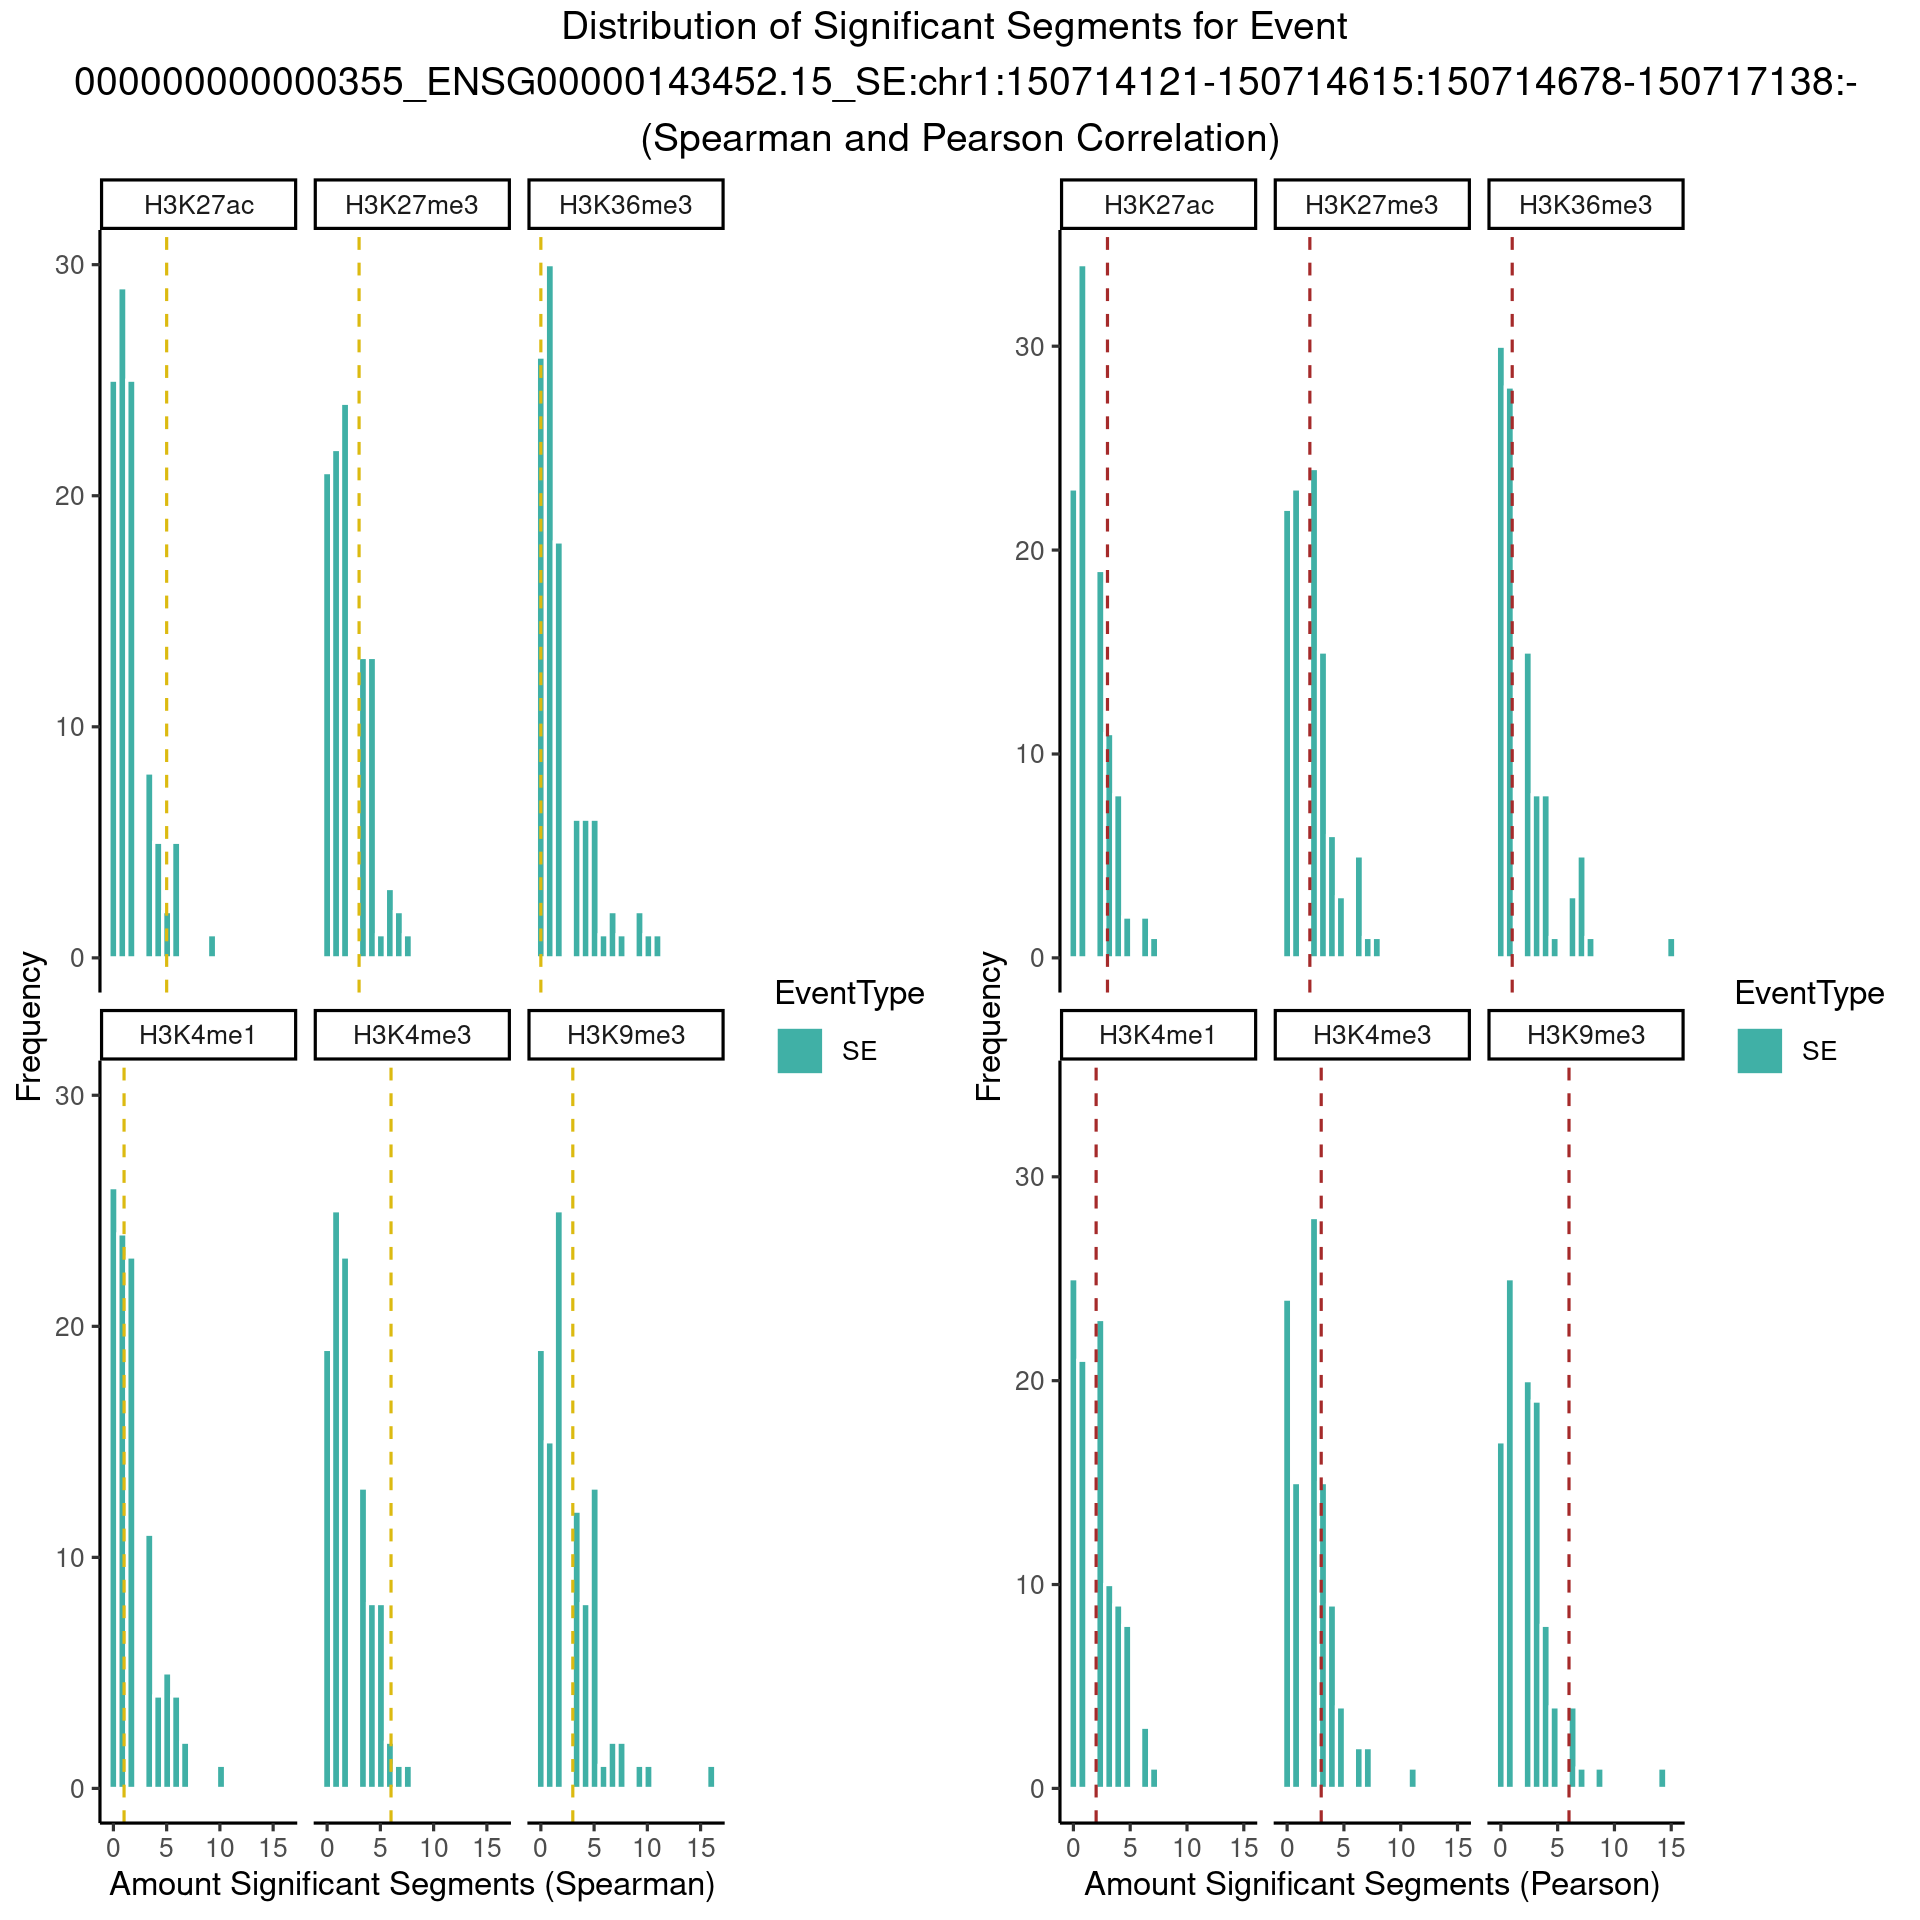 Distribution of Significant Segments for Event
000000000000355_ENSG00000143452.15_SE:chr1:150714121-150714615:150714678-150717138:-
(Spearman and Pearson Correlation)
H3K27ac H3K27me3 H3K36me3
30
20
10
0
H3K4me1 H3K4me3 H3K9me3
30
20
10
0
0 5 10 15 0 5 10 15 0 5 10 15
Frequency
Amount Significant Segments (Spearman)
EventType
SE
H3K27ac H3K27me3 H3K36me3
30
20
10
0
H3K4me1 H3K4me3 H3K9me3
30
20
10
0
0 5 10 15 0 5 10 15 0 5 10 15
Frequency
Amount Significant Segments (Pearson)
EventType
SE